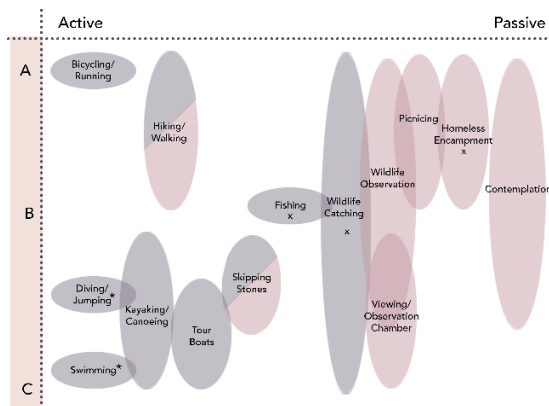 Active
Passive
A
Bicycling/
Running
Hiking/
Walking
Picnicing
Homeless
Encampment
x
Wildlife
Observation
Contemplation
B
Fishing
x
Wildlife
Catching
x
Skipping
Stones
Diving/
Jumping*
Kayaking/
Canoeing
Tour
Boats
Viewing/
Observation
Chamber
Swimming*
C